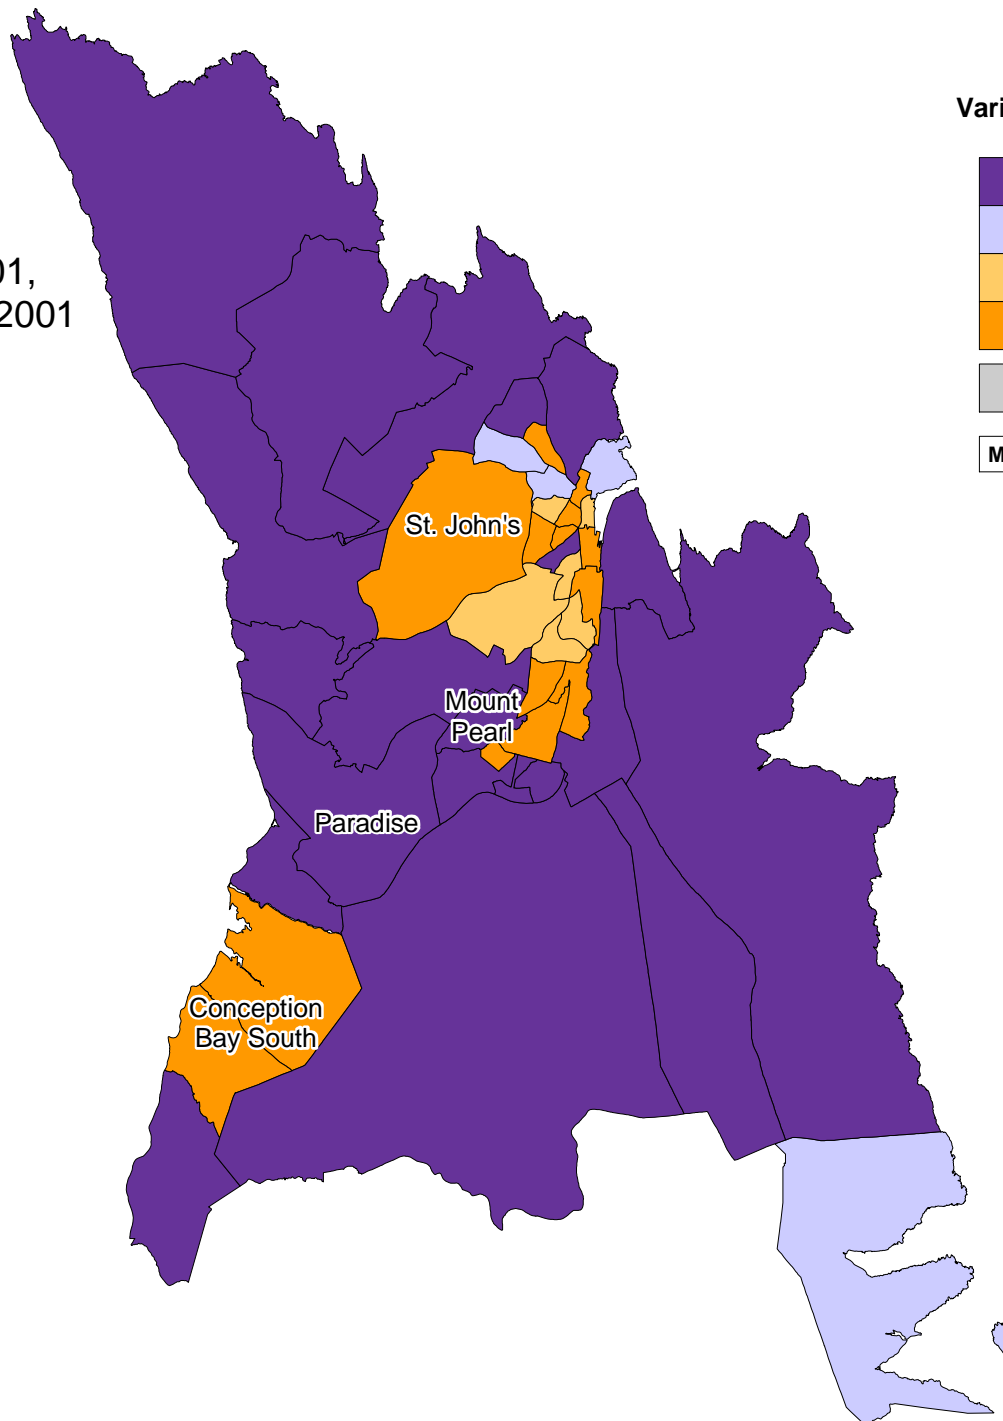 Vari
01,
2001
M
St. John's
Mount
Pearl
Paradise
Conception
Bay South